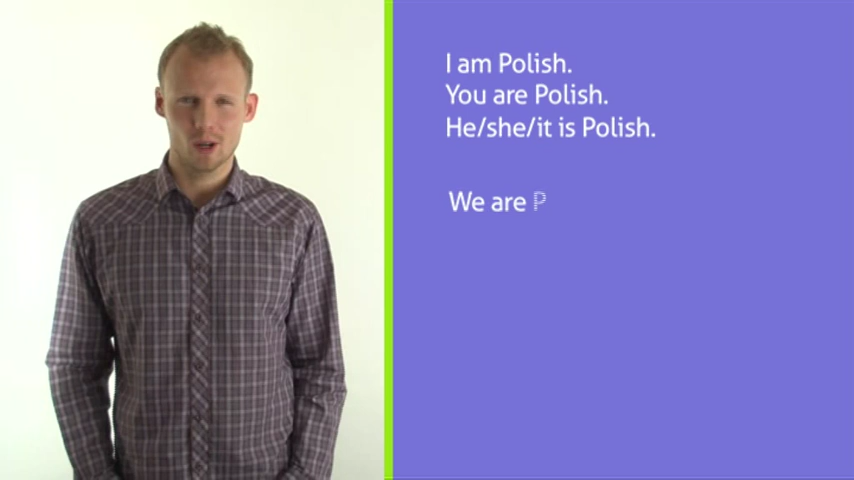 I am Polish.
You are Polish.
He/she/it is Polish.
We are P